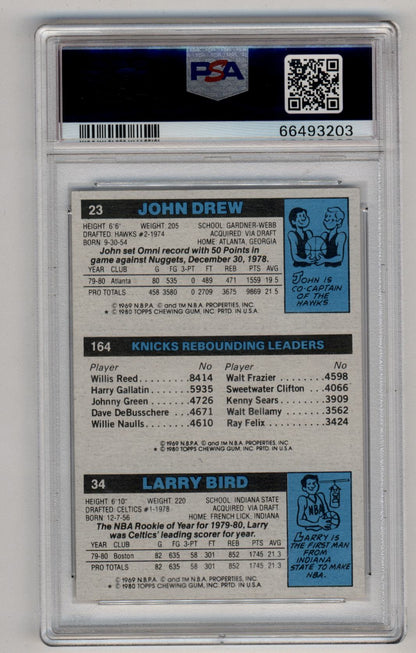 PSA
66493203
23 JOHN DREW
HEIGHT: 6'6" WEIGHT: 205 SCHOOL: GARDNER-WEBB
DRAFTED: HAWKS #2-1974 ACQUIRED: VIA DRAFT
BORN: 9-30-54 HOME: ATLANTA, GEORGIA
John set Omni record with 50 Points in
game against Nuggets, December 30, 1978.
YEAR CLUB G FG 3-PT FT REB PTS AVG
79-80 Atlanta 80 535 0 489 471 1559 19.5
PRO TOTALS 458 3580 0 2709 3675 9869 21.5
© 1969 N.B.P.A. © and TM N.B.A. PROPERTIES, INC.
★ © 1980 TOPPS CHEWING GUM, INC. PRTD. IN U.S.A.
JOHN IS
CO-CAPTAIN
OF THE
HAWKS.
164 KNICKS REBOUNDING LEADERS
Player No Player No
Willis Reed........8414 Walt Frazier......4598
Harry Gallatin......5935 Sweetwater Clifton...4066
Johnny Green......4726 Kenny Sears......3909
Dave DeBusschere...4671 Walt Bellamy......3562
Willie Naulls......4610 Ray Felix........3424
© 1969 N.B.P.A. © and TM N.B.A. PROPERTIES, INC.
★ © 1980 TOPPS CHEWING GUM, INC. PRTD. IN U.S.A.
34 LARRY BIRD
HEIGHT: 6'10" WEIGHT: 220 SCHOOL: INDIANA STATE
DRAFTED: CELTICS #1-1978 ACQUIRED: VIA DRAFT
BORN: 12-7-56 HOME: FRENCH LICK, INDIANA
The NBA Rookie of Year for 1979-80, Larry
was Celtics' leading scorer for year.
YEAR CLUB G FG 3-PT FT REB PTS AVG
79-80 Boston 82 635 58 301 852 1745 21.3
PRO TOTALS 82 635 58 301 852 1745 21.3
© 1969 N.B.P.A. © and TM N.B.A. PROPERTIES, INC.
★ © 1980 TOPPS CHEWING GUM, INC. PRTD. IN U.S.A.
NBA
LARRY IS
THE FIRST MAN
FROM
INDIANA
STATE TO MAKE
NBA.